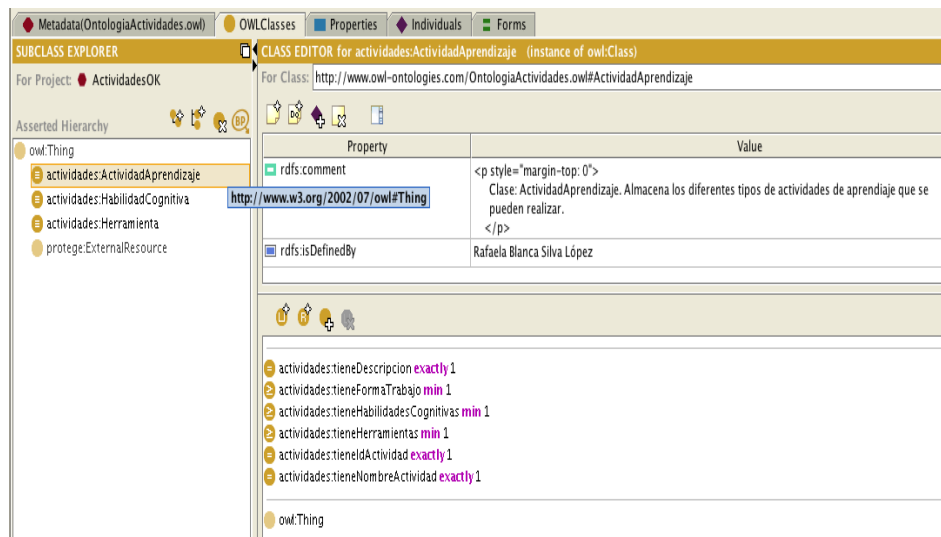 Metadata(OntologiaActividades.owl) OWLClasses Properties Individuals Forms
SUBCLASS EXPLORER
For Project: ActividadesOK
Asserted Hierarchy
owl:Thing
actividades:ActividadAprendizaje
http://www.w3.org/2002/07/owl#Thing
actividades:HabilidadCognitiva
actividades:Herramienta
protege:ExternalResource
CLASS EDITOR for actividades:ActividadAprendizaje (instance of owl:Class)
For Class: http://www.owl-ontologies.com/OntologiaActividades.owl#ActividadAprendizaje
Property Value
rdfs:comment <p style="margin-top: 0">
Clase: ActividadAprendizaje. Almacena los diferentes tipos de actividades de aprendiaje que se
pueden realizar.
</p>
rdfs:isDefinedBy Rafaela Blanca Silva López
actividades:tieneDescripcion exactly 1
actividades:tieneFormaTrabajo min 1
actividades:tieneHabilidadesCognitivas min 1
actividades:tieneHerramientas min 1
actividades:tieneIdActividad exactly 1
actividades:tieneNombreActividad exactly 1
owl:Thing